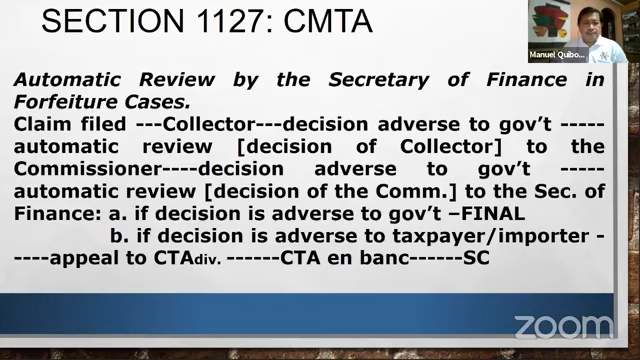 SECTION 1127: CMTA
Manuel Quibo...
Automatic Review by the Secretary of Finance in
Forfeiture Cases.
Claim filed ---Collector---decision adverse to gov't -----
automatic review [decision of Collector] to the
Commissioner----decision adverse to gov't -----
automatic review [decision of the Comm.] to the Sec. of
Finance: a. if decision is adverse to gov't –FINAL
b. if decision is adverse to taxpayer/importer -
----appeal to CTAdiv. ------CTA en banc------SC
zoom